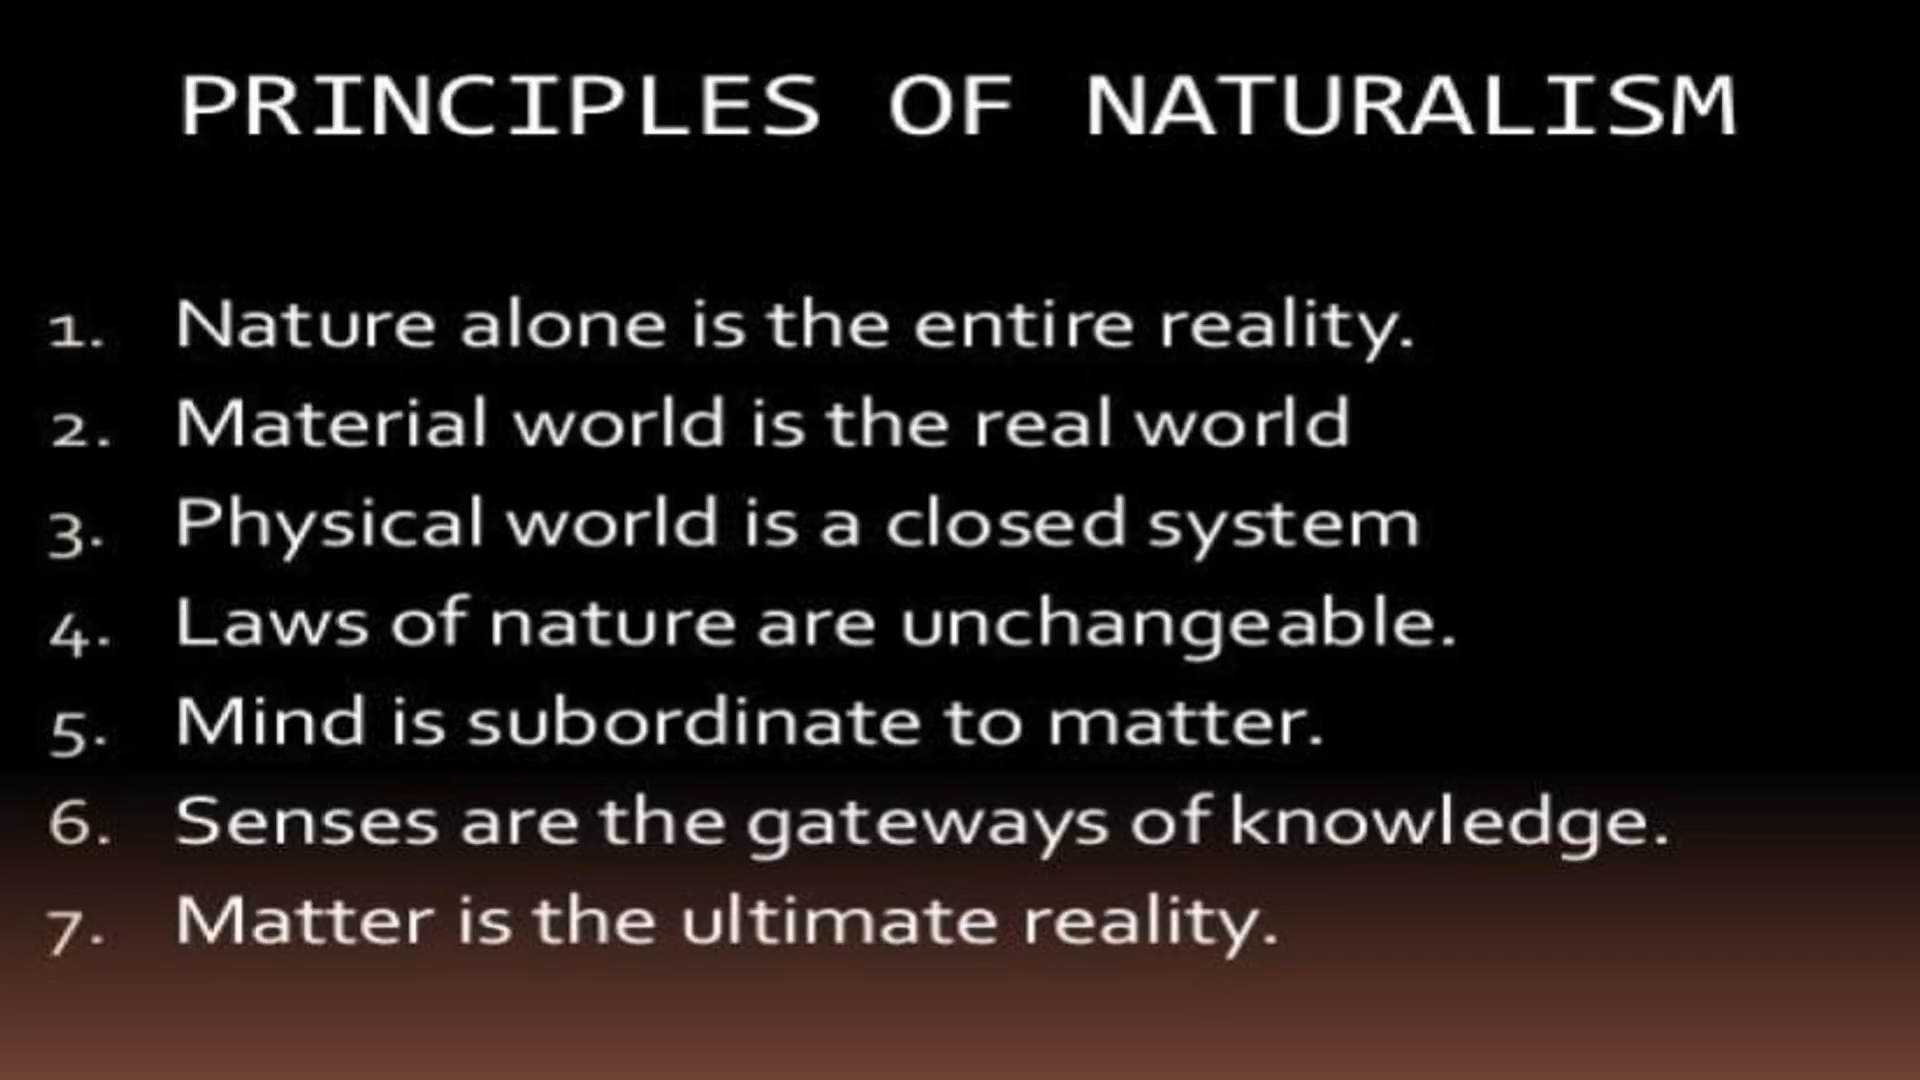 PRINCIPLES OF NATURALISM
1. Nature alone is the entire reality.
2. Material world is the real world
3. Physical world is a closed system
4. Laws of nature are unchangeable.
5. Mind is subordinate to matter.
6. Senses are the gateways of knowledge.
7. Matter is the ultimate reality.